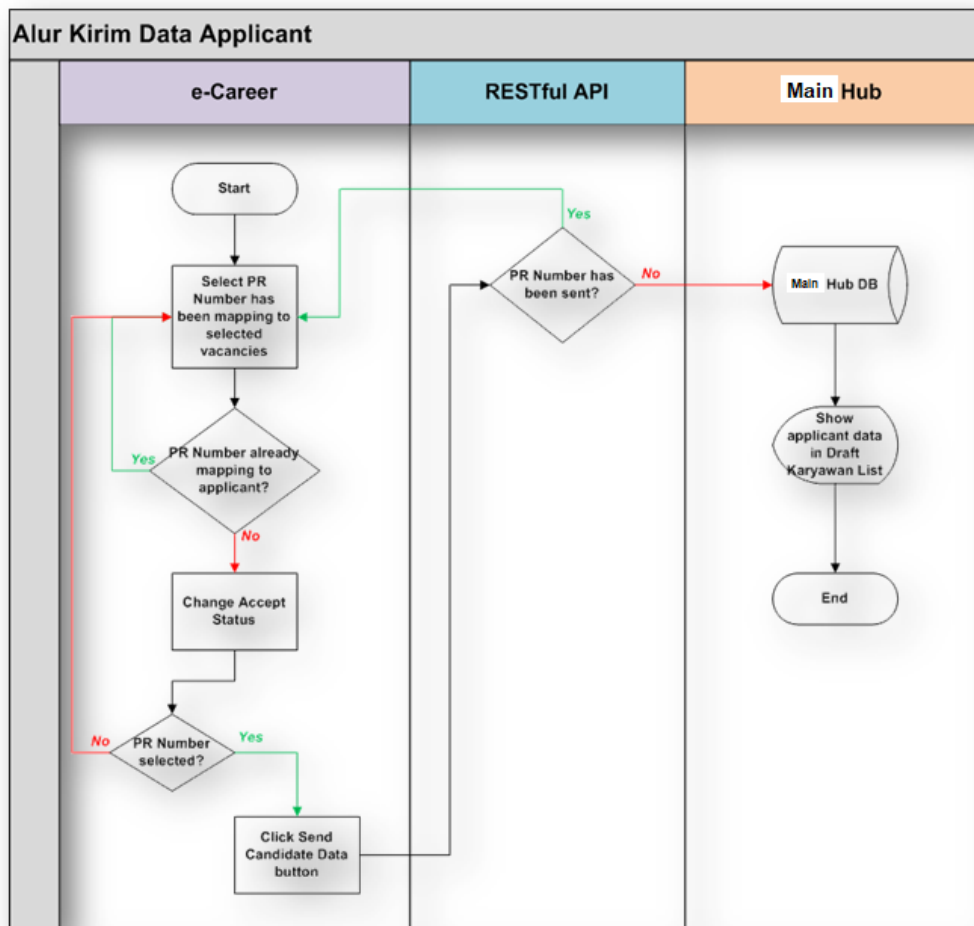 Alur Kirim Data Applicant
e-Career
RESTful API
Main Hub
Start
Select PR
Number has
been mapping to
selected
vacancies
PR Number already
mapping to
applicant?
Yes
No
Change Accept
Status
PR Number
selected?
No
Yes
Click Send
Candidate Data
button
PR Number has
been sent?
Yes
No
Main Hub DB
Show
applicant data
in Draft
Karyawan List
End